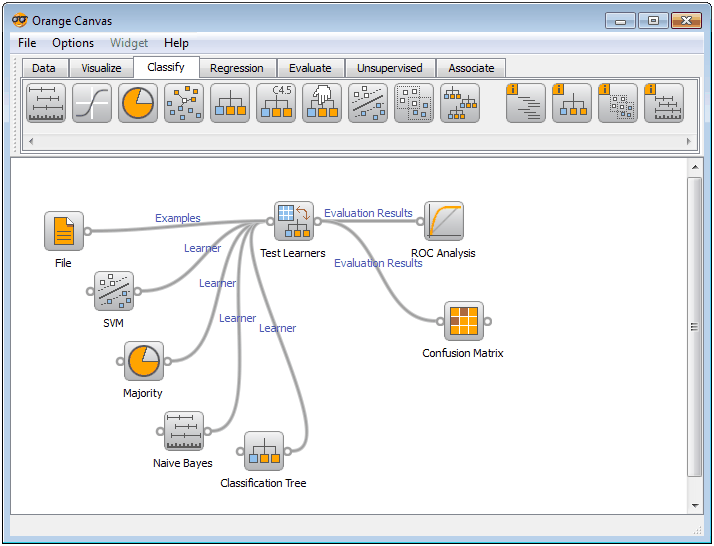 Orange Canvas
File Options Widget Help
Data Visualize Classify Regression Evaluate Unsupervised Associate
C4.5
i i i i
Examples
Evaluation Results
File
Test Learners
ROC Analysis
Learner
Evaluation Results
SVM
Learner
Learner
Learner
Majority
Confusion Matrix
Naive Bayes
Classification Tree